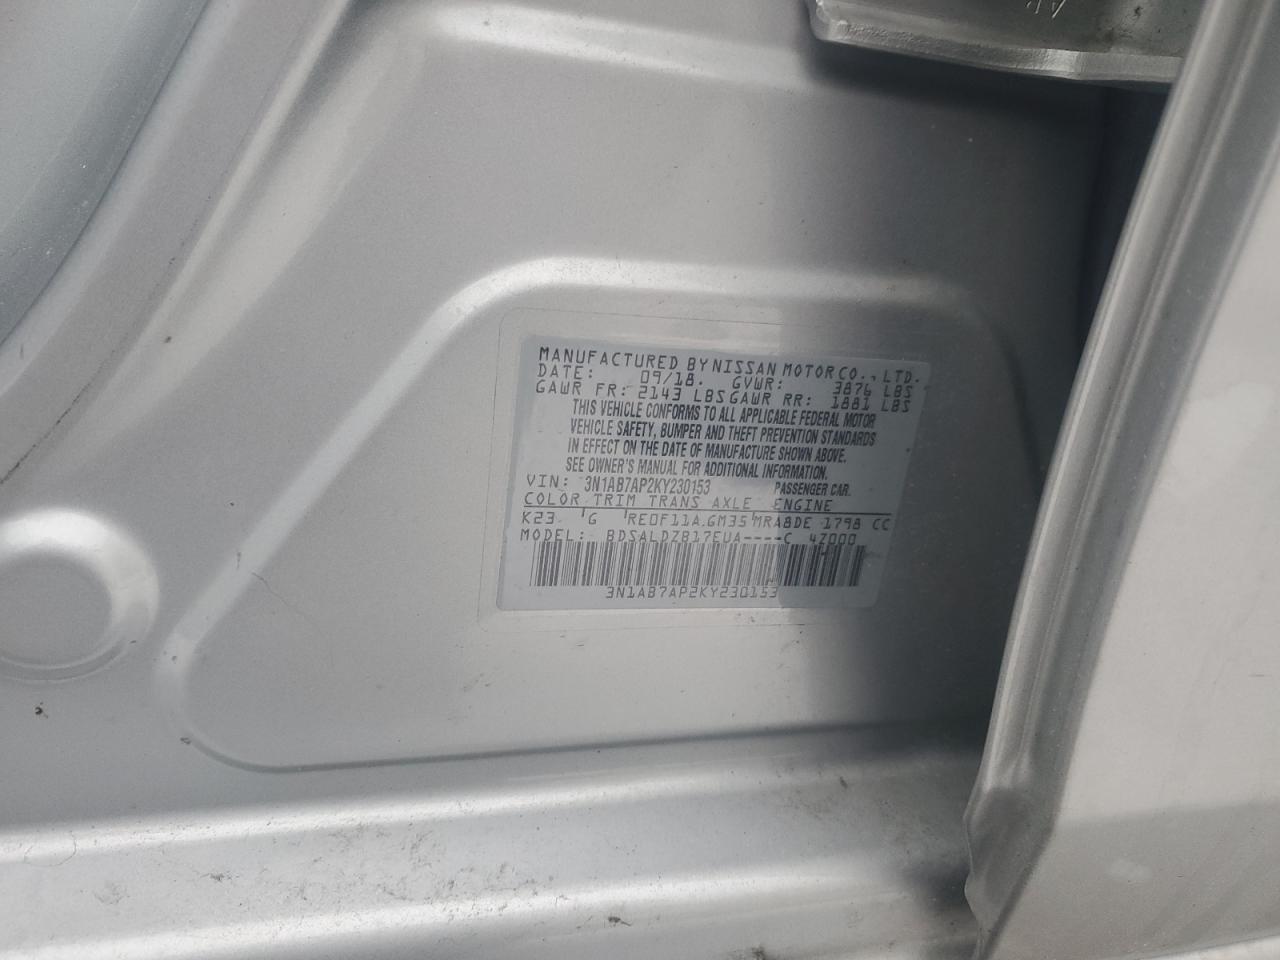 MANUFACTURED BY NISSAN MOTOR CO., LTD.
DATE: 09/18. GVWR: 3876 LBS
GAWR FR: 2143 LBS GAWR RR: 1881 LBS
THIS VEHICLE CONFORMS TO ALL APPLICABLE FEDERAL MOTOR
VEHICLE SAFETY, BUMPER AND THEFT PREVENTION STANDARDS
IN EFFECT ON THE DATE OF MANUFACTURE SHOWN ABOVE.
SEE OWNER'S MANUAL FOR ADDITIONAL INFORMATION.
VIN: 3N1AB7AP2KY230153 PASSENGER CAR
COLOR TRIM TRANS AXLE ENGINE
K23 G RE0F11A.GM35 MRA8DE 1798 CC
MODEL: BDSALDZB17EUA----C 4Z000
3N1AB7AP2KY230153